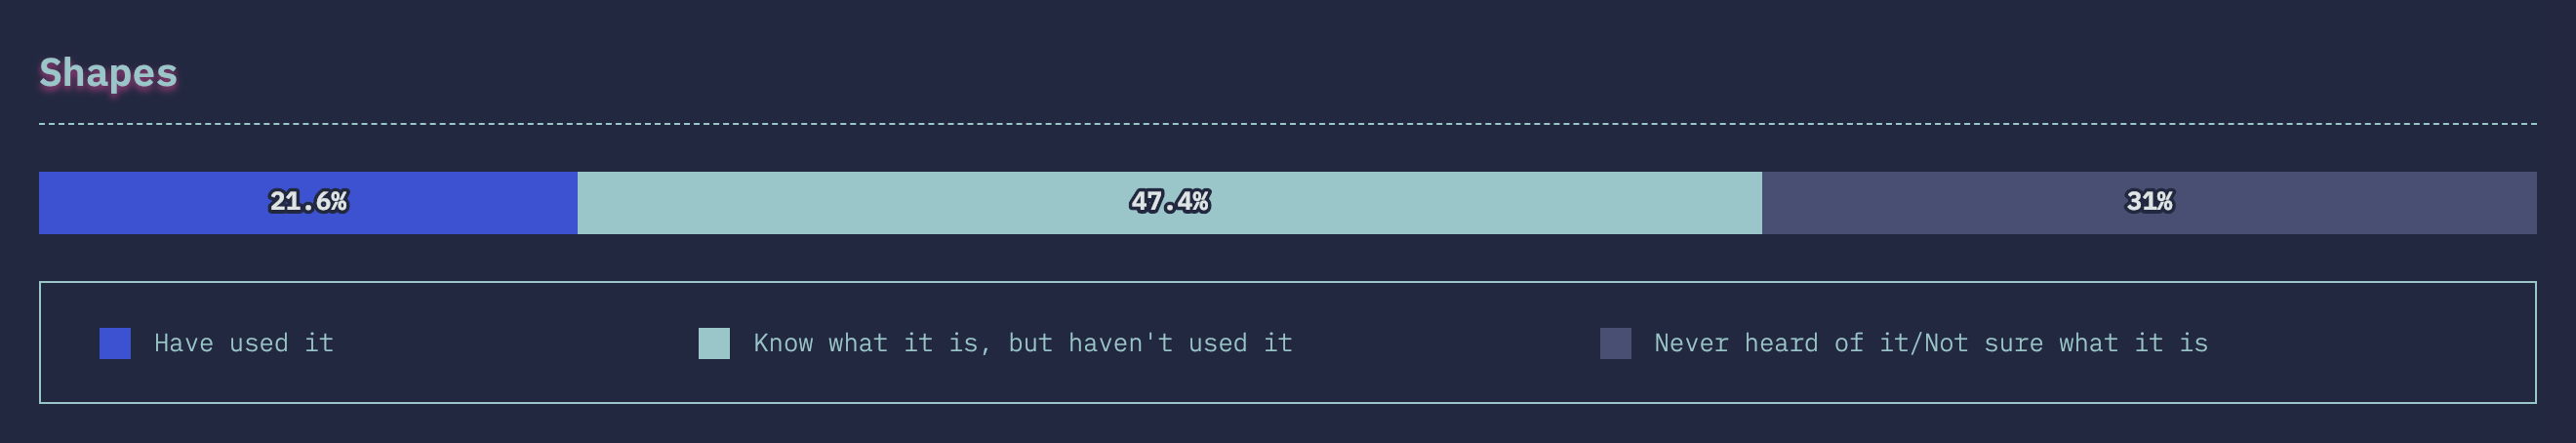 Shapes
21.6% 47.4% 31%
Have used it Know what it is, but haven't used it Never heard of it/Not sure what it is